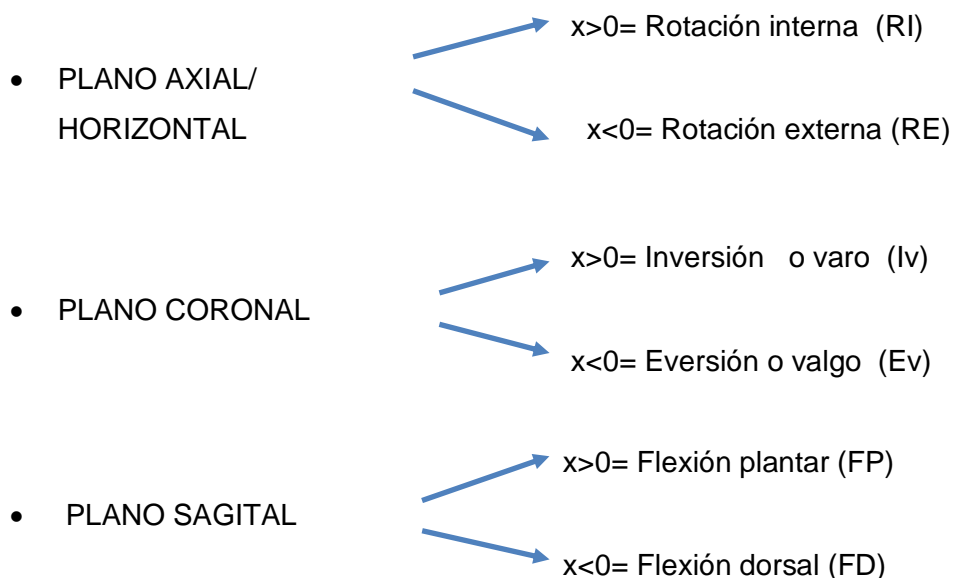 x>0= Rotación interna (RI)
• PLANO AXIAL/
HORIZONTAL
x<0= Rotación externa (RE)
x>0= Inversión o varo (Iv)
• PLANO CORONAL
x<0= Eversión o valgo (Ev)
x>0= Flexión plantar (FP)
• PLANO SAGITAL
x<0= Flexión dorsal (FD)